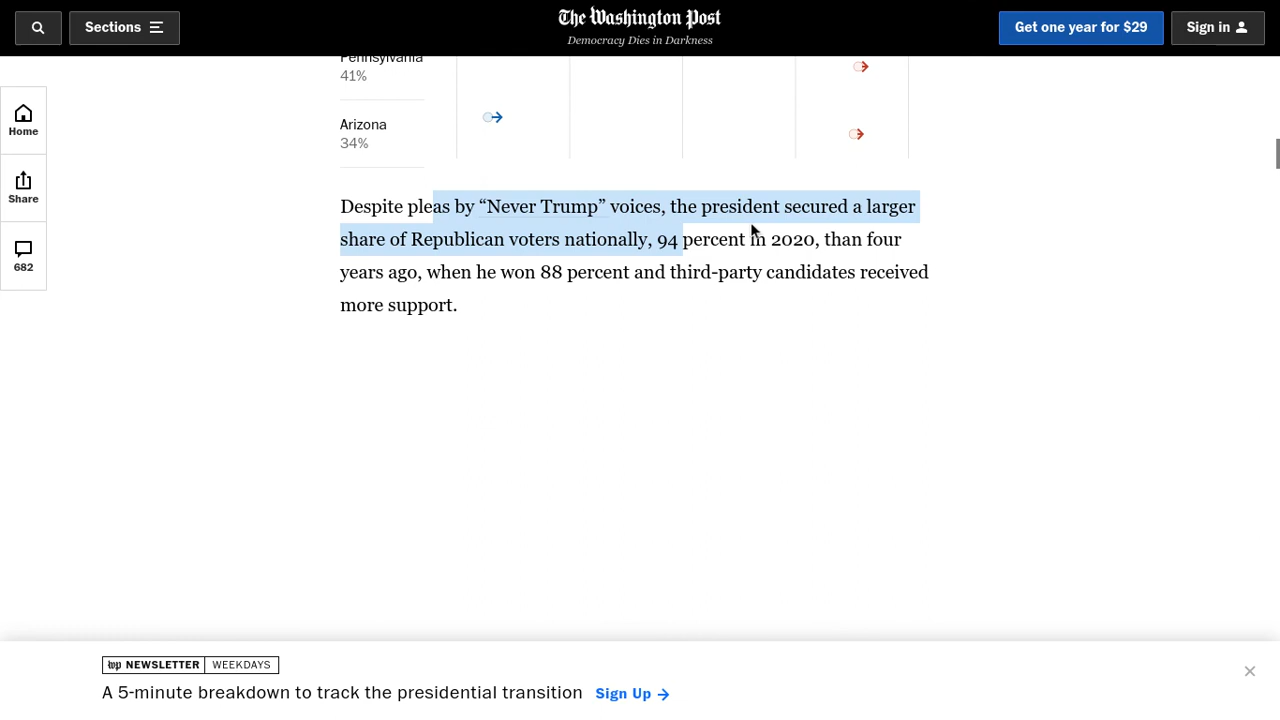 Sections
The Washington Post
Democracy Dies in Darkness
Get one year for $29
Sign in
Pennsylvania
41%
Home
Arizona
34%
Share
682
Despite pleas by “Never Trump” voices, the president secured a larger
share of Republican voters nationally, 94 percent in 2020, than four
years ago, when he won 88 percent and third-party candidates received
more support.
wp NEWSLETTER WEEKDAYS
A 5-minute breakdown to track the presidential transition Sign Up →